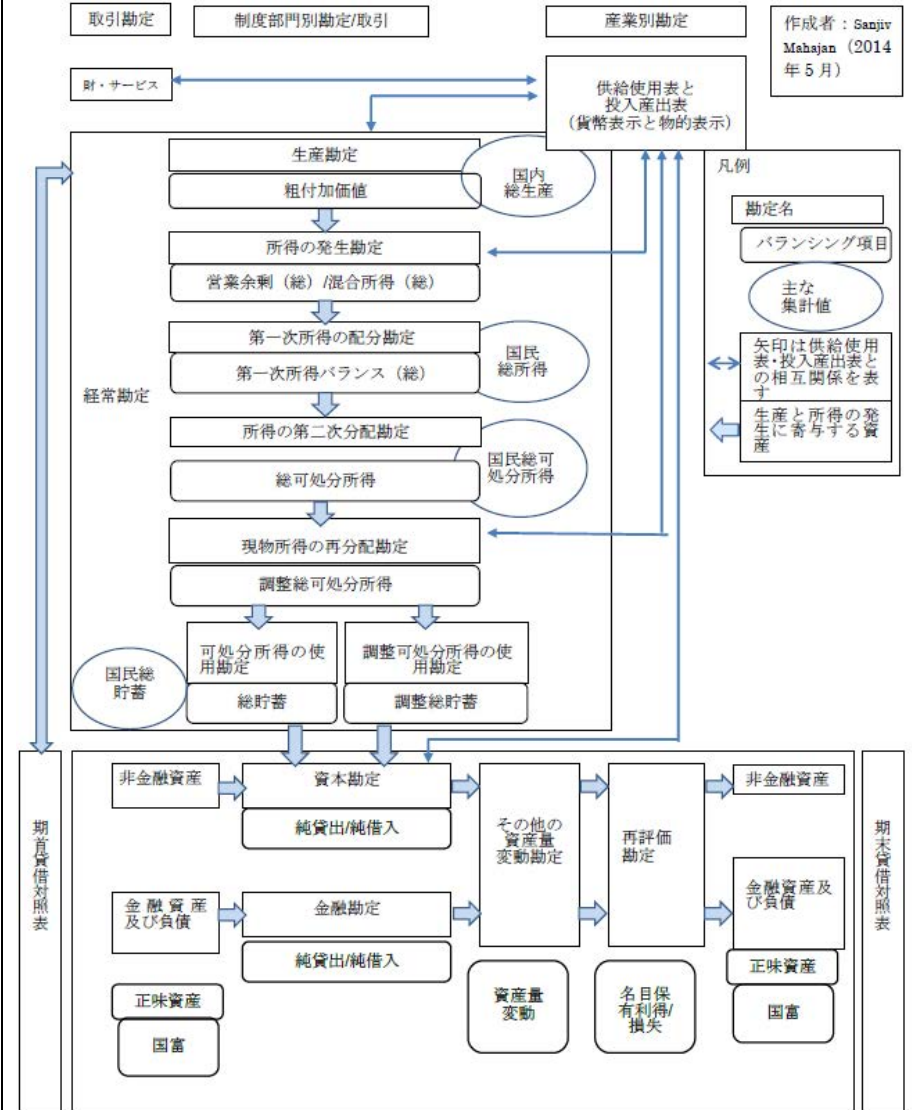 取引勘定
制度部門別勘定/取引
産業別勘定
作成者：Sanjiv
Mahajan（2014
年5月）
財・サービス
供給使用表と
投入産出表
（貨幣表示と物的表示）
生産勘定
粗付加価値
国内
総生産
所得の発生勘定
営業余剰（総）/混合所得（総）
第一次所得の配分勘定
第一次所得バランス（総）
国民
総所得
経常勘定
所得の第二次分配勘定
総可処分所得
国民総可
処分所得
現物所得の再分配勘定
調整総可処分所得
可処分所得の使
用勘定
総貯蓄
調整可処分所得の使
用勘定
調整総貯蓄
国民総
貯蓄
凡例
勘定名
バランシング項目
主な
集計値
矢印は供給使用
表・投入産出表と
の相互関係を表
す
生産と所得の発
生に寄与する資
産
期首貸借対照表
非金融資産
資本勘定
純貸出/純借入
金融資産
及び負債
金融勘定
純貸出/純借入
正味資産
国富
その他の
資産量
変動勘定
資産量
変動
再評価
勘定
名目保
有利得/
損失
非金融資産
金融資産及
び負債
正味資産
国富
期末貸借対照表